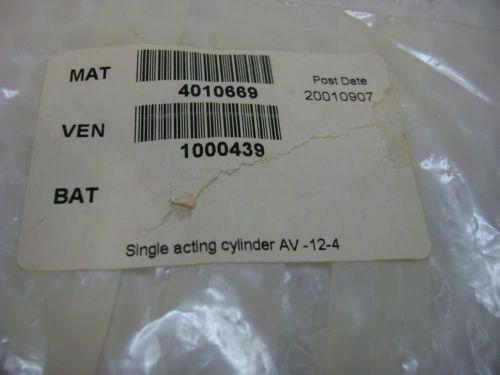 MAT
4010669
Post Date
20010907
VEN
1000439
BAT
Single acting cylinder AV -12-4